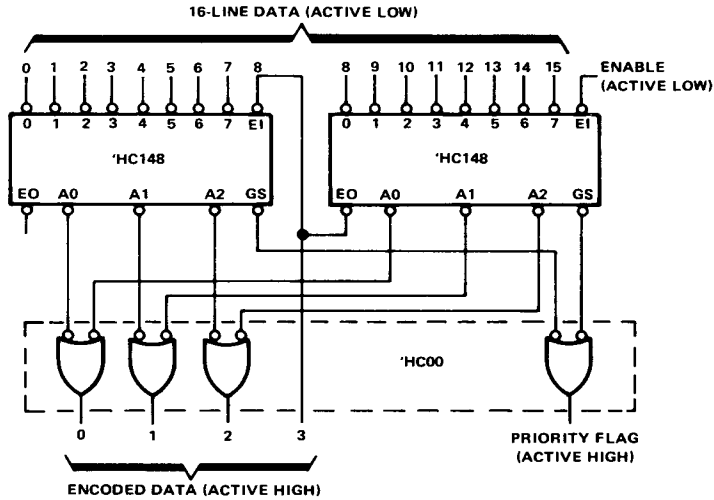 16-LINE DATA (ACTIVE LOW)
0 1 2 3 4 5 6 7 8
8 9 10 11 12 13 14 15
ENABLE
(ACTIVE LOW)
0 1 2 3 4 5 6 7 EI
0 1 2 3 4 5 6 7 EI
'HC148
'HC148
EO A0 A1 A2 GS
EO A0 A1 A2 GS
'HC00
0 1 2 3
PRIORITY FLAG
(ACTIVE HIGH)
ENCODED DATA (ACTIVE HIGH)